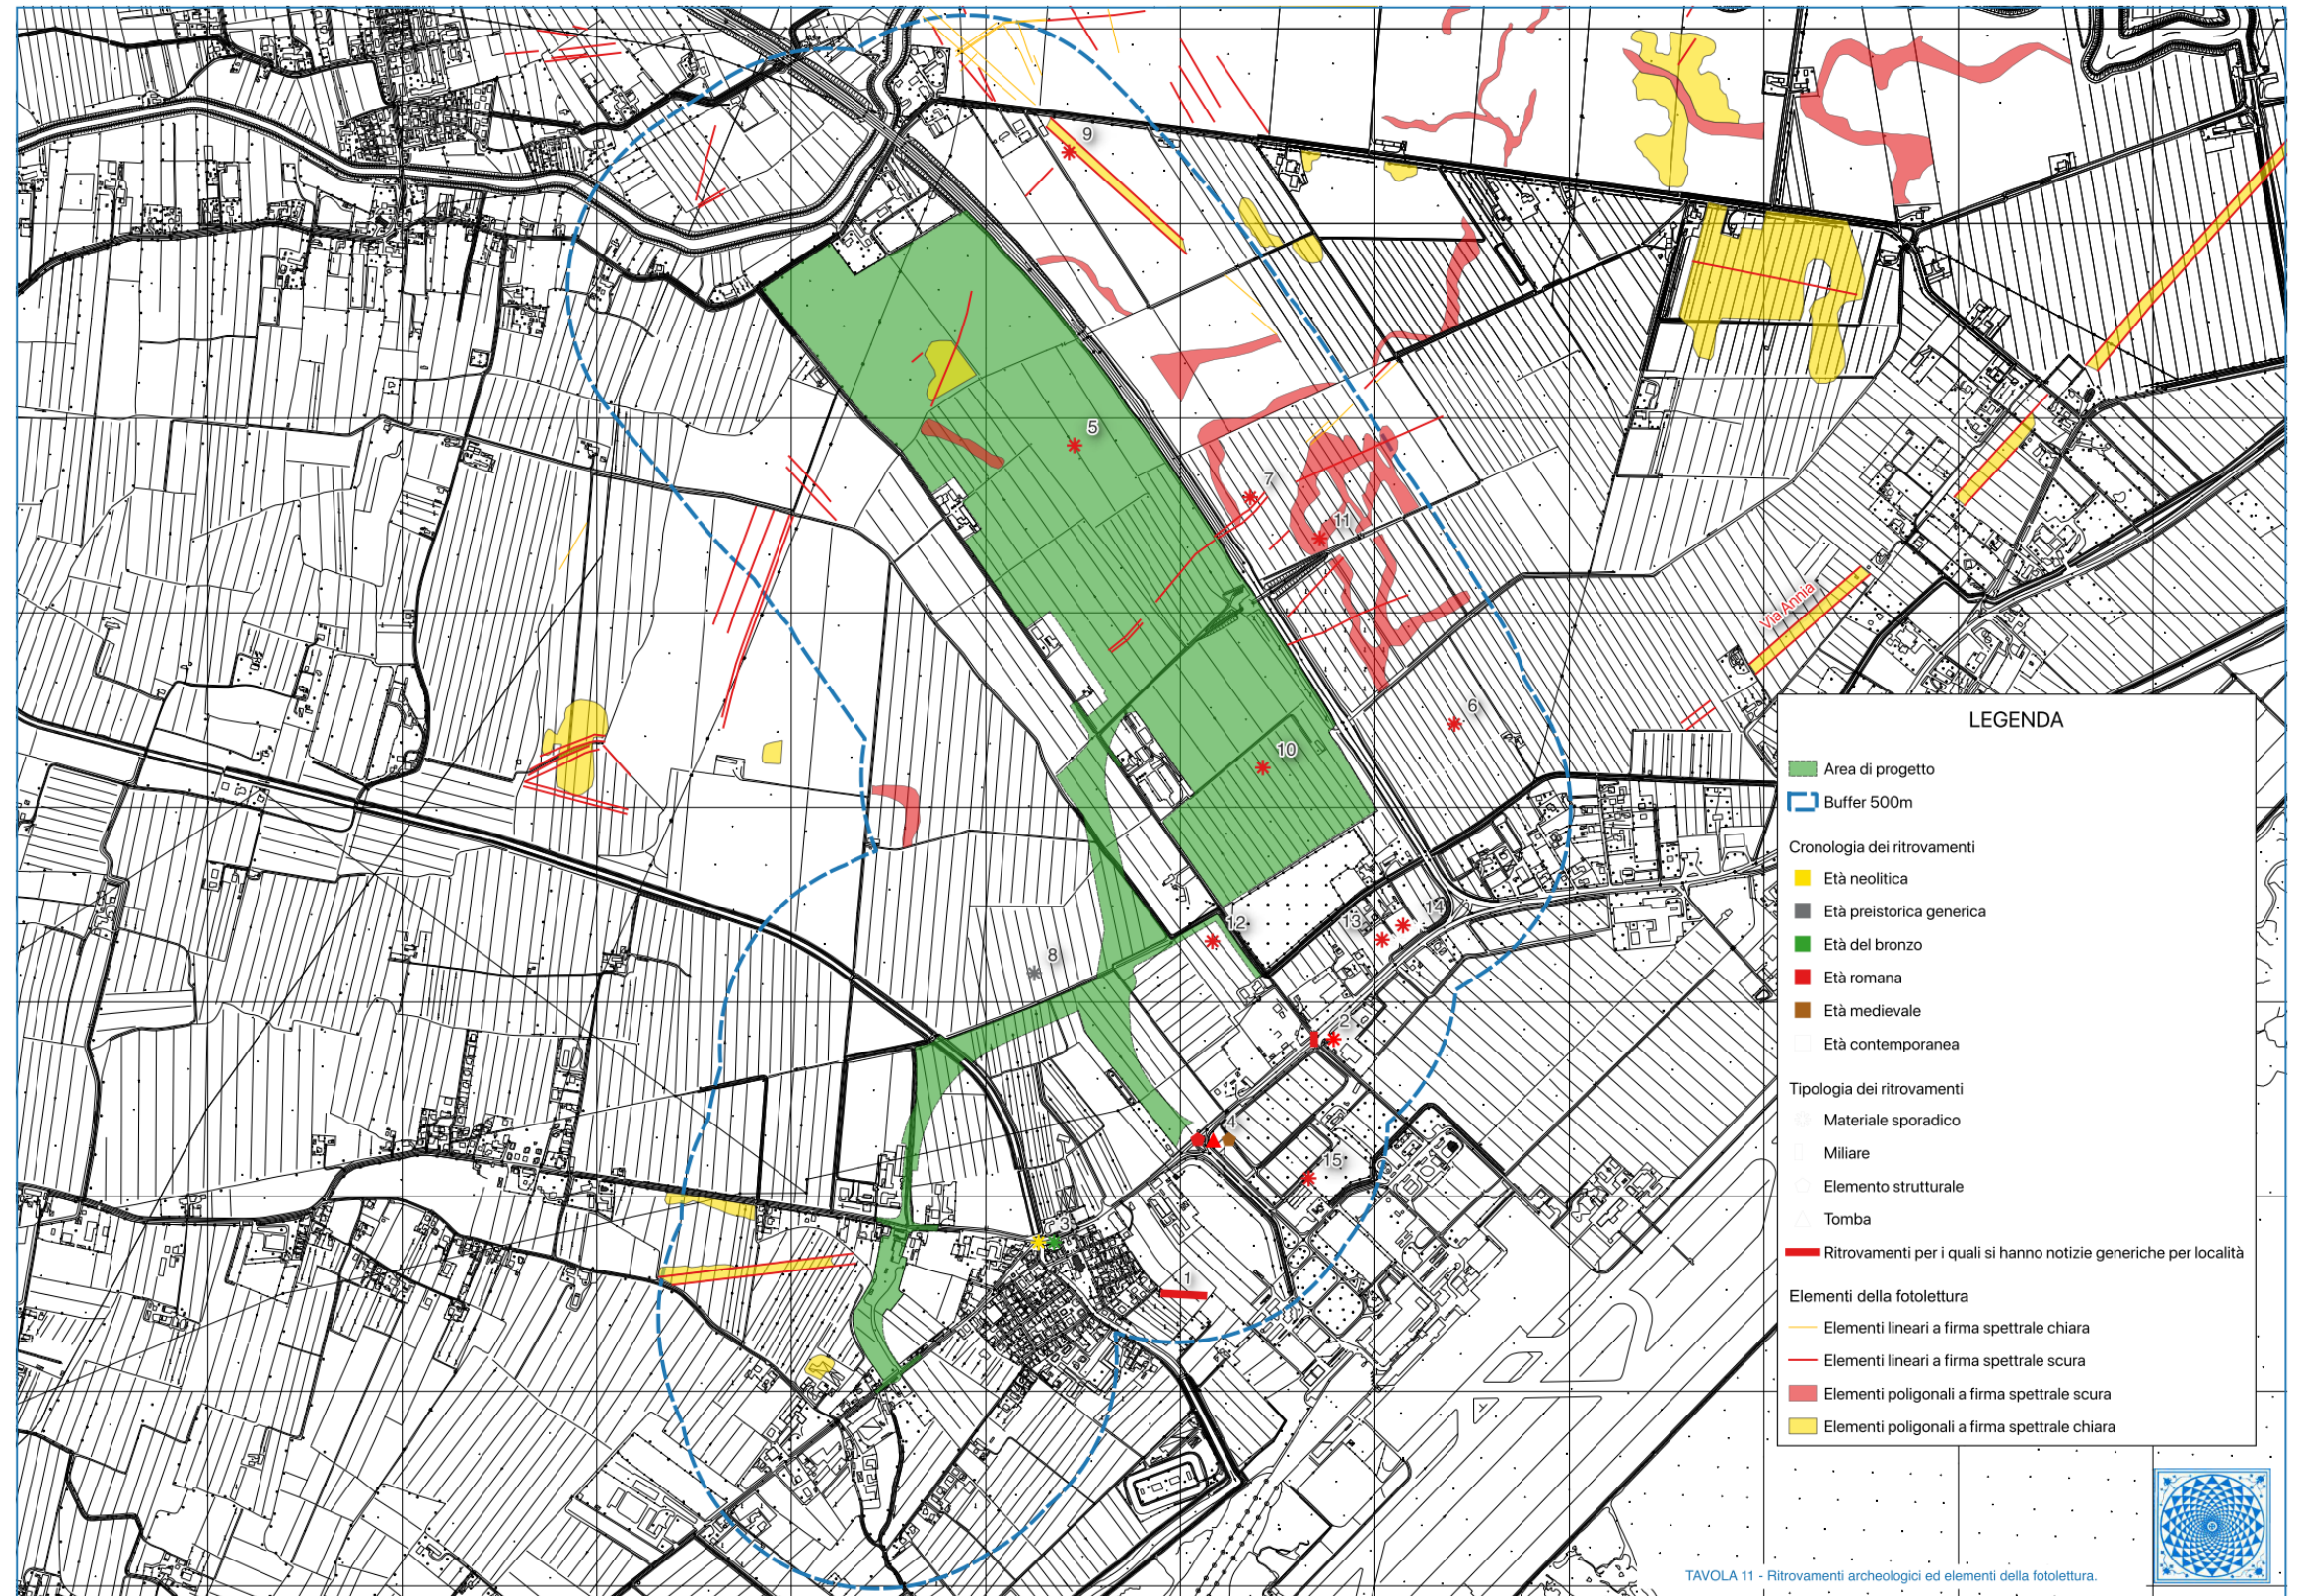 9
5
7
11
Via Annia
6
10
12
13
14
8
2
4
15
3
1
LEGENDA
Area di progetto
Buffer 500m
Cronologia dei ritrovamenti
Età neolitica
Età preistorica generica
Età del bronzo
Età romana
Età medievale
Età contemporanea
Tipologia dei ritrovamenti
Materiale sporadico
Miliare
Elemento strutturale
Tomba
Ritrovamenti per i quali si hanno notizie generiche per località
Elementi della fotolettura
Elementi lineari a firma spettrale chiara
Elementi lineari a firma spettrale scura
Elementi poligonali a firma spettrale scura
Elementi poligonali a firma spettrale chiara
TAVOLA 11 - Ritrovamenti archeologici ed elementi della fotolettura.